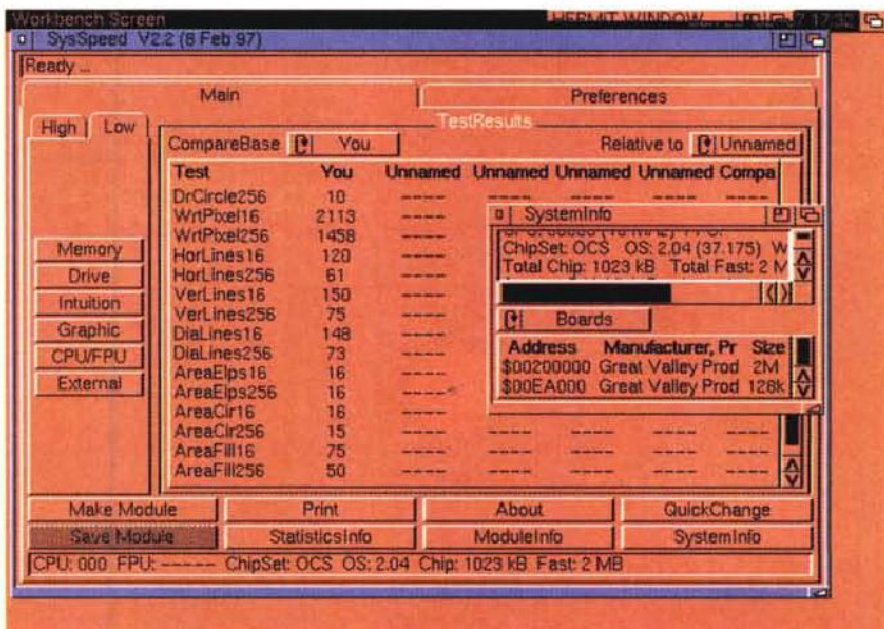 Workbench Screen HERMIT WINDOW 17:32
SysSpeed V2.2 (8 Feb 97)
Ready ...
Main Preferences
High Low
TestResults
CompareBase You Relative to Unnamed
Test You Unnamed Unnamed Unnamed Unnamed Compa
DrCircle256 10 ---- ---- ---- ---- ----
WrtPixel16 2113 ----
WrtPixel256 1458 ----
HorLines16 120 ----
HorLines256 61 ----
VerLines16 150 ----
VerLines256 75 ----
DiaLines16 148 ----
DiaLines256 73 ----
AreaElps16 16 ----
AreaElps256 16 ----
AreaCir16 16 ----
AreaCir256 15 ---- ---- ---- ---- ----
AreaFill16 75 ---- ---- ---- ---- ----
AreaFill256 50 ---- ---- ---- ---- ----
Memory
Drive
Intuition
Graphic
CPU/FPU
External
SystemInfo
ChipSet: OCS OS: 2.04 (37.175) W
Total Chip: 1023 kB Total Fast: 2 M
Boards
Address Manufacturer, Pr Size
$00200000 Great Valley Prod 2M
$00EA000 Great Valley Prod 128k
Make Module Print About QuickChange
Save Module StatisticsInfo ModuleInfo SystemInfo
CPU: 000 FPU: ----- ChipSet: OCS OS: 2.04 Chip: 1023 kB Fast: 2 MB